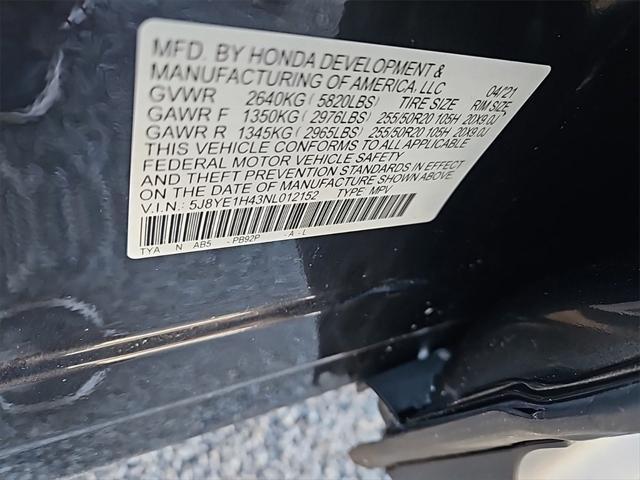 MFD. BY HONDA DEVELOPMENT &
MANUFACTURING OF AMERICA, LLC 04/21
GVWR 2640KG (5820LBS) TIRE SIZE RIM SIZE
GAWR F 1350KG (2976LBS) 255/50R20 105H 20X9.0J
GAWR R 1345KG (2965LBS) 255/50R20 105H 20X9.0J
THIS VEHICLE CONFORMS TO ALL APPLICABLE
FEDERAL MOTOR VEHICLE SAFETY
AND THEFT PREVENTION STANDARDS IN EFFECT
ON THE DATE OF MANUFACTURE SHOWN ABOVE.
V.I.N.: 5J8YE1H43NL012152 TYPE: MPV
TYA N AB5 - PB92P - A - L